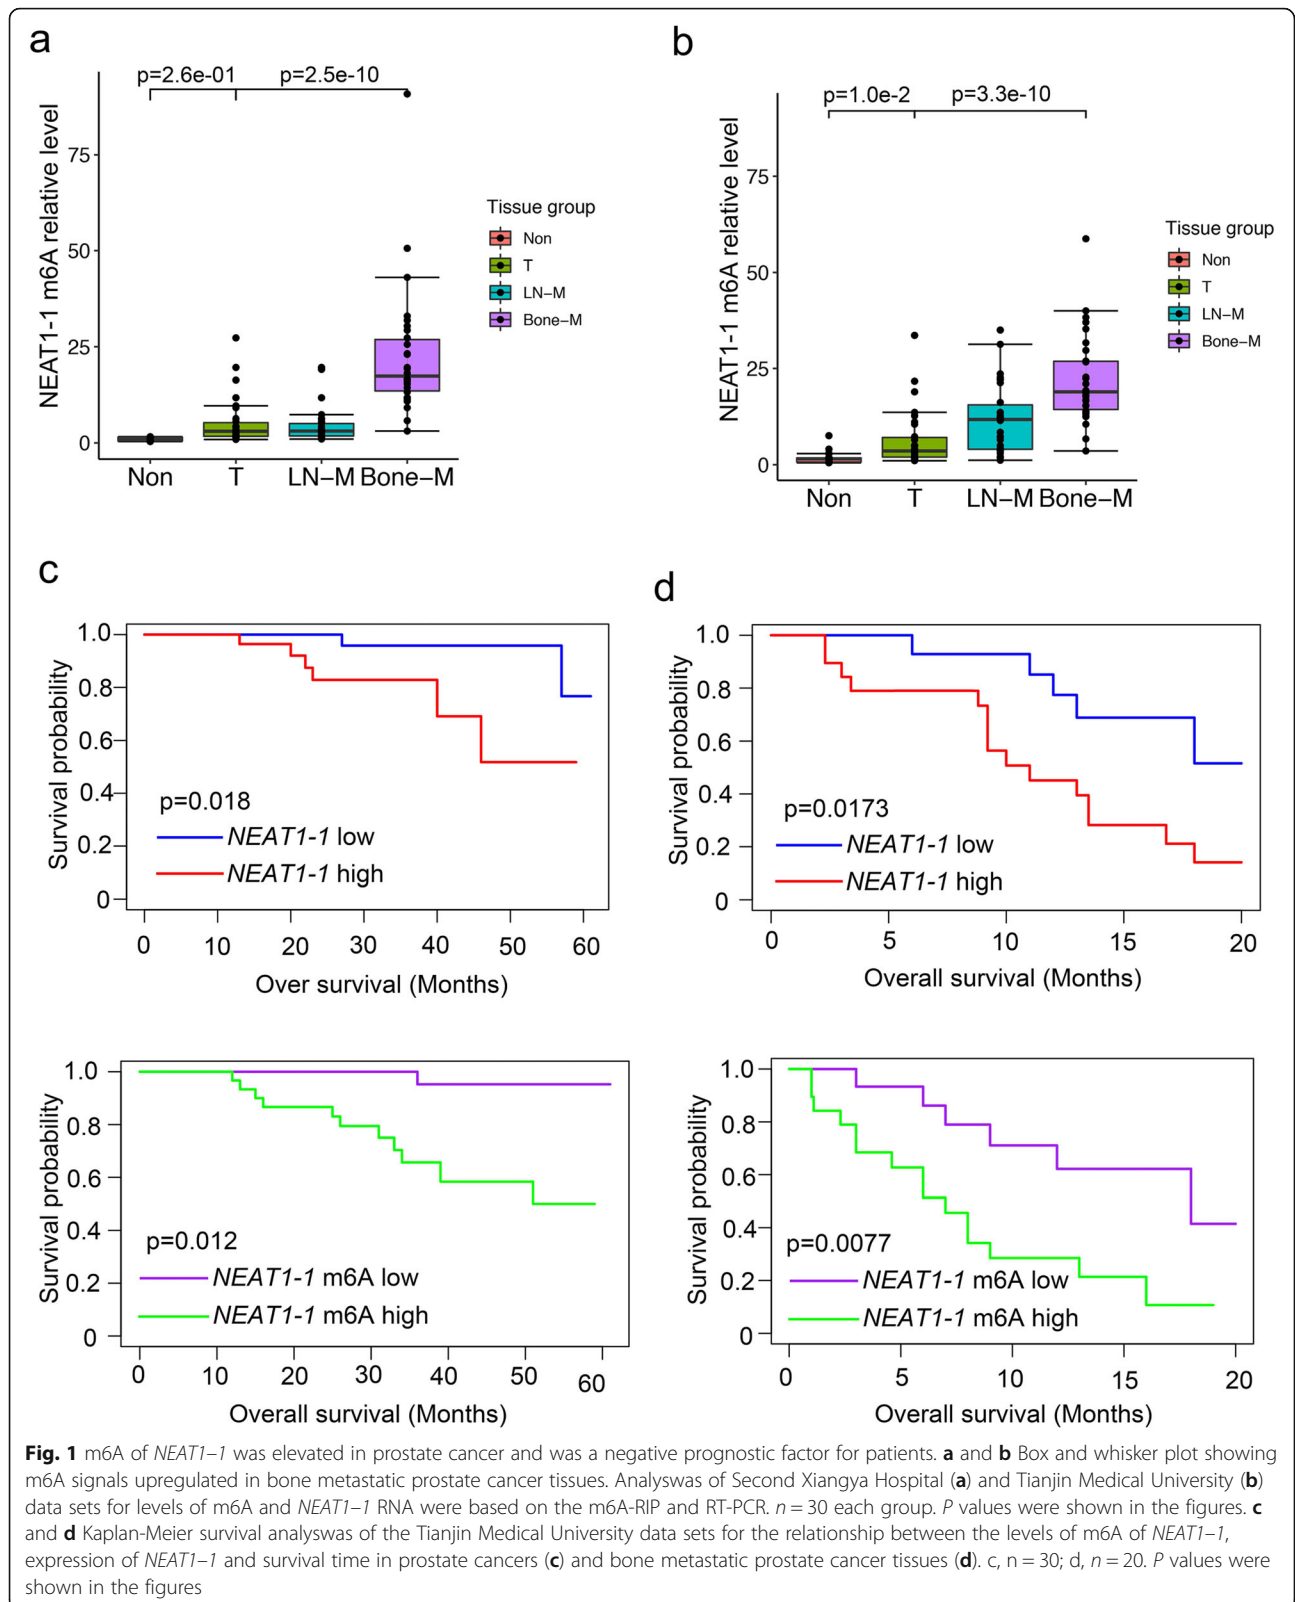 a
p=2.6e-01 p=2.5e-10
NEAT1-1 m6A relative level
75
50
25
0
Non T LN−M Bone−M
Tissue group
Non
T
LN−M
Bone−M
b
p=1.0e-2 p=3.3e-10
NEAT1-1 m6A relative level
75
50
25
0
Non T LN−M Bone−M
Tissue group
Non
T
LN−M
Bone−M
c
Survival probability
1.0
0.8
0.6
0.4
0.2
0
p=0.018
NEAT1-1 low
NEAT1-1 high
0 10 20 30 40 50 60
Over survival (Months)
Survival probability
1.0
0.8
0.6
0.4
0.2
0
p=0.012
NEAT1-1 m6A low
NEAT1-1 m6A high
0 10 20 30 40 50 60
Overall survival (Months)
d
Survival probability
1.0
0.8
0.6
0.4
0.2
0
p=0.0173
NEAT1-1 low
NEAT1-1 high
0 5 10 15 20
Overall survival (Months)
Survival probability
1.0
0.8
0.6
0.4
0.2
0
p=0.0077
NEAT1-1 m6A low
NEAT1-1 m6A high
0 5 10 15 20
Overall survival (Months)
Fig. 1 m6A of NEAT1–1 was elevated in prostate cancer and was a negative prognostic factor for patients. a and b Box and whisker plot showing
m6A signals upregulated in bone metastatic prostate cancer tissues. Analyswas of Second Xiangya Hospital (a) and Tianjin Medical University (b)
data sets for levels of m6A and NEAT1–1 RNA were based on the m6A-RIP and RT-PCR. n = 30 each group. P values were shown in the figures. c
and d Kaplan-Meier survival analyswas of the Tianjin Medical University data sets for the relationship between the levels of m6A of NEAT1–1,
expression of NEAT1–1 and survival time in prostate cancers (c) and bone metastatic prostate cancer tissues (d). c, n = 30; d, n = 20. P values were
shown in the figures